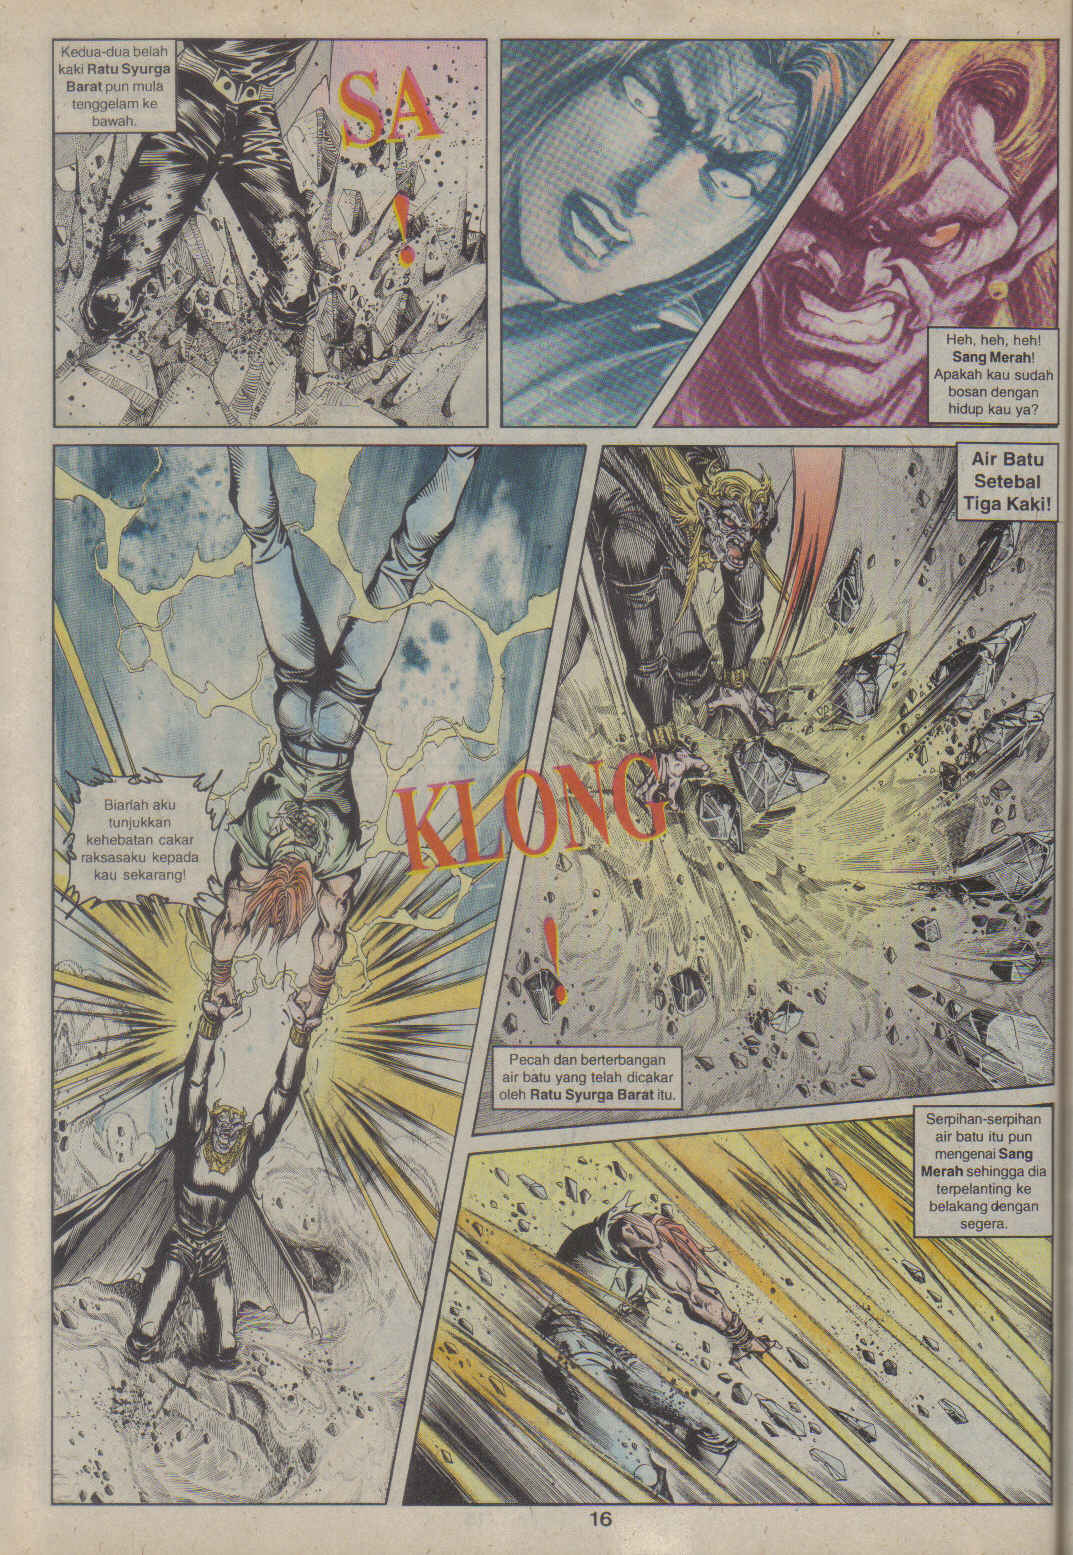 Kedua-dua belah
kaki Ratu Syurga
Barat pun mula
tenggelam ke
bawah.
SA
!
Heh, heh, heh!
Sang Merah!
Apakah kau sudah
bosan dengan
hidup kau ya?
Biarlah aku
tunjukkan
kehebatan cakar
raksasaku kepada
kau sekarang!
KLONG
!
Air Batu
Setebal
Tiga Kaki!
Pecah dan berterbangan
air batu yang telah dicakar
oleh Ratu Syurga Barat itu.
Serpihan-serpihan
air batu itu pun
mengenai Sang
Merah sehingga dia
terpelanting ke
belakang dengan
segera.
16